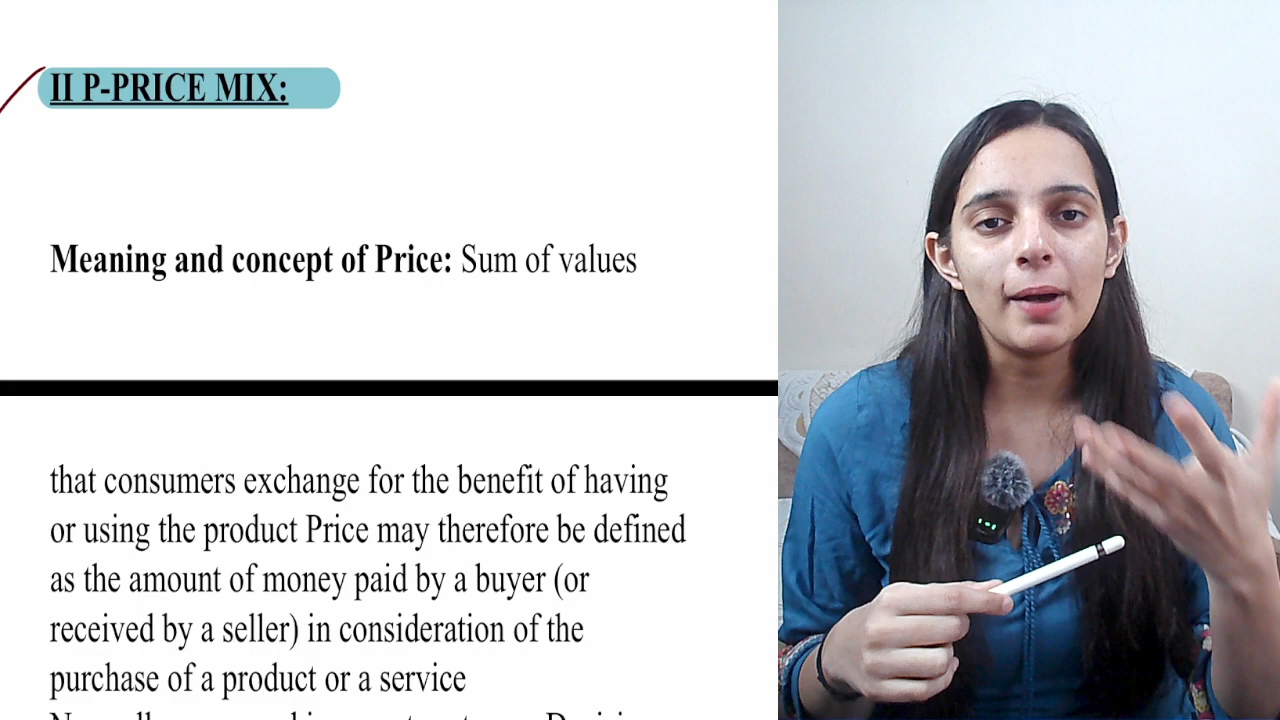 II P-PRICE MIX:
Meaning and concept of Price: Sum of values
that consumers exchange for the benefit of having
or using the product Price may therefore be defined
as the amount of money paid by a buyer (or
received by a seller) in consideration of the
purchase of a product or a service